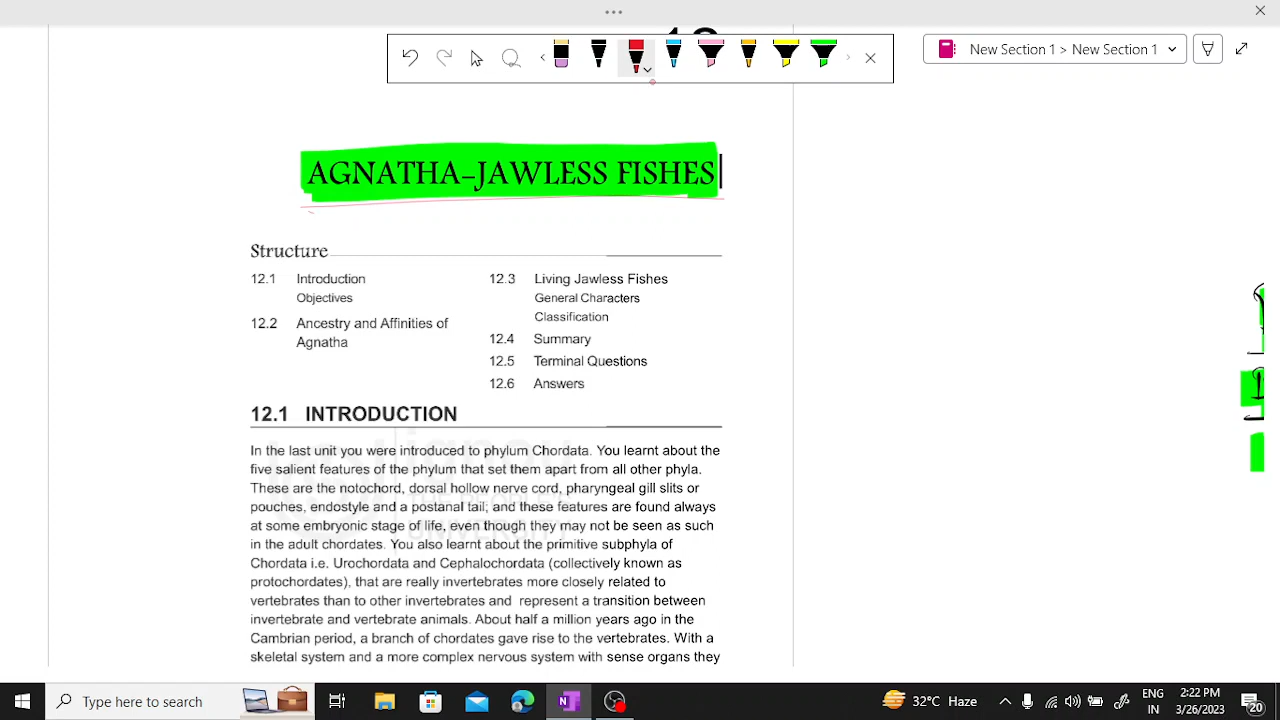 New Section 1 > New Section 1
AGNATHA–JAWLESS FISHES
Structure
12.1 Introduction
Objectives
12.2 Ancestry and Affinities of
Agnatha
12.3 Living Jawless Fishes
General Characters
Classification
12.4 Summary
12.5 Terminal Questions
12.6 Answers
12.1 INTRODUCTION
In the last unit you were introduced to phylum Chordata. You learnt about the
five salient features of the phylum that set them apart from all other phyla.
These are the notochord, dorsal hollow nerve cord, pharyngeal gill slits or
pouches, endostyle and a postanal tail; and these features are found always
at some embryonic stage of life, even though they may not be seen as such
in the adult chordates. You also learnt about the primitive subphyla of
Chordata i.e. Urochordata and Cephalochordata (collectively known as
protochordates), that are really invertebrates more closely related to
vertebrates than to other invertebrates and represent a transition between
invertebrate and vertebrate animals. About half a million years ago in the
Cambrian period, a branch of chordates gave rise to the vertebrates. With a
skeletal system and a more complex nervous system with sense organs they
Type here to search
32°C Haze
ENG
IN
2:22 PM
3/26/2023
20